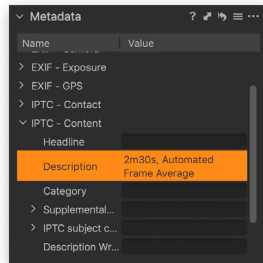 Metadata
Name Value
EXIF - Exposure
EXIF - GPS
IPTC - Contact
IPTC - Content
Headline
Description 2m30s, Automated
Frame Average
Category
Supplemental...
IPTC subject c...
Description Wr...